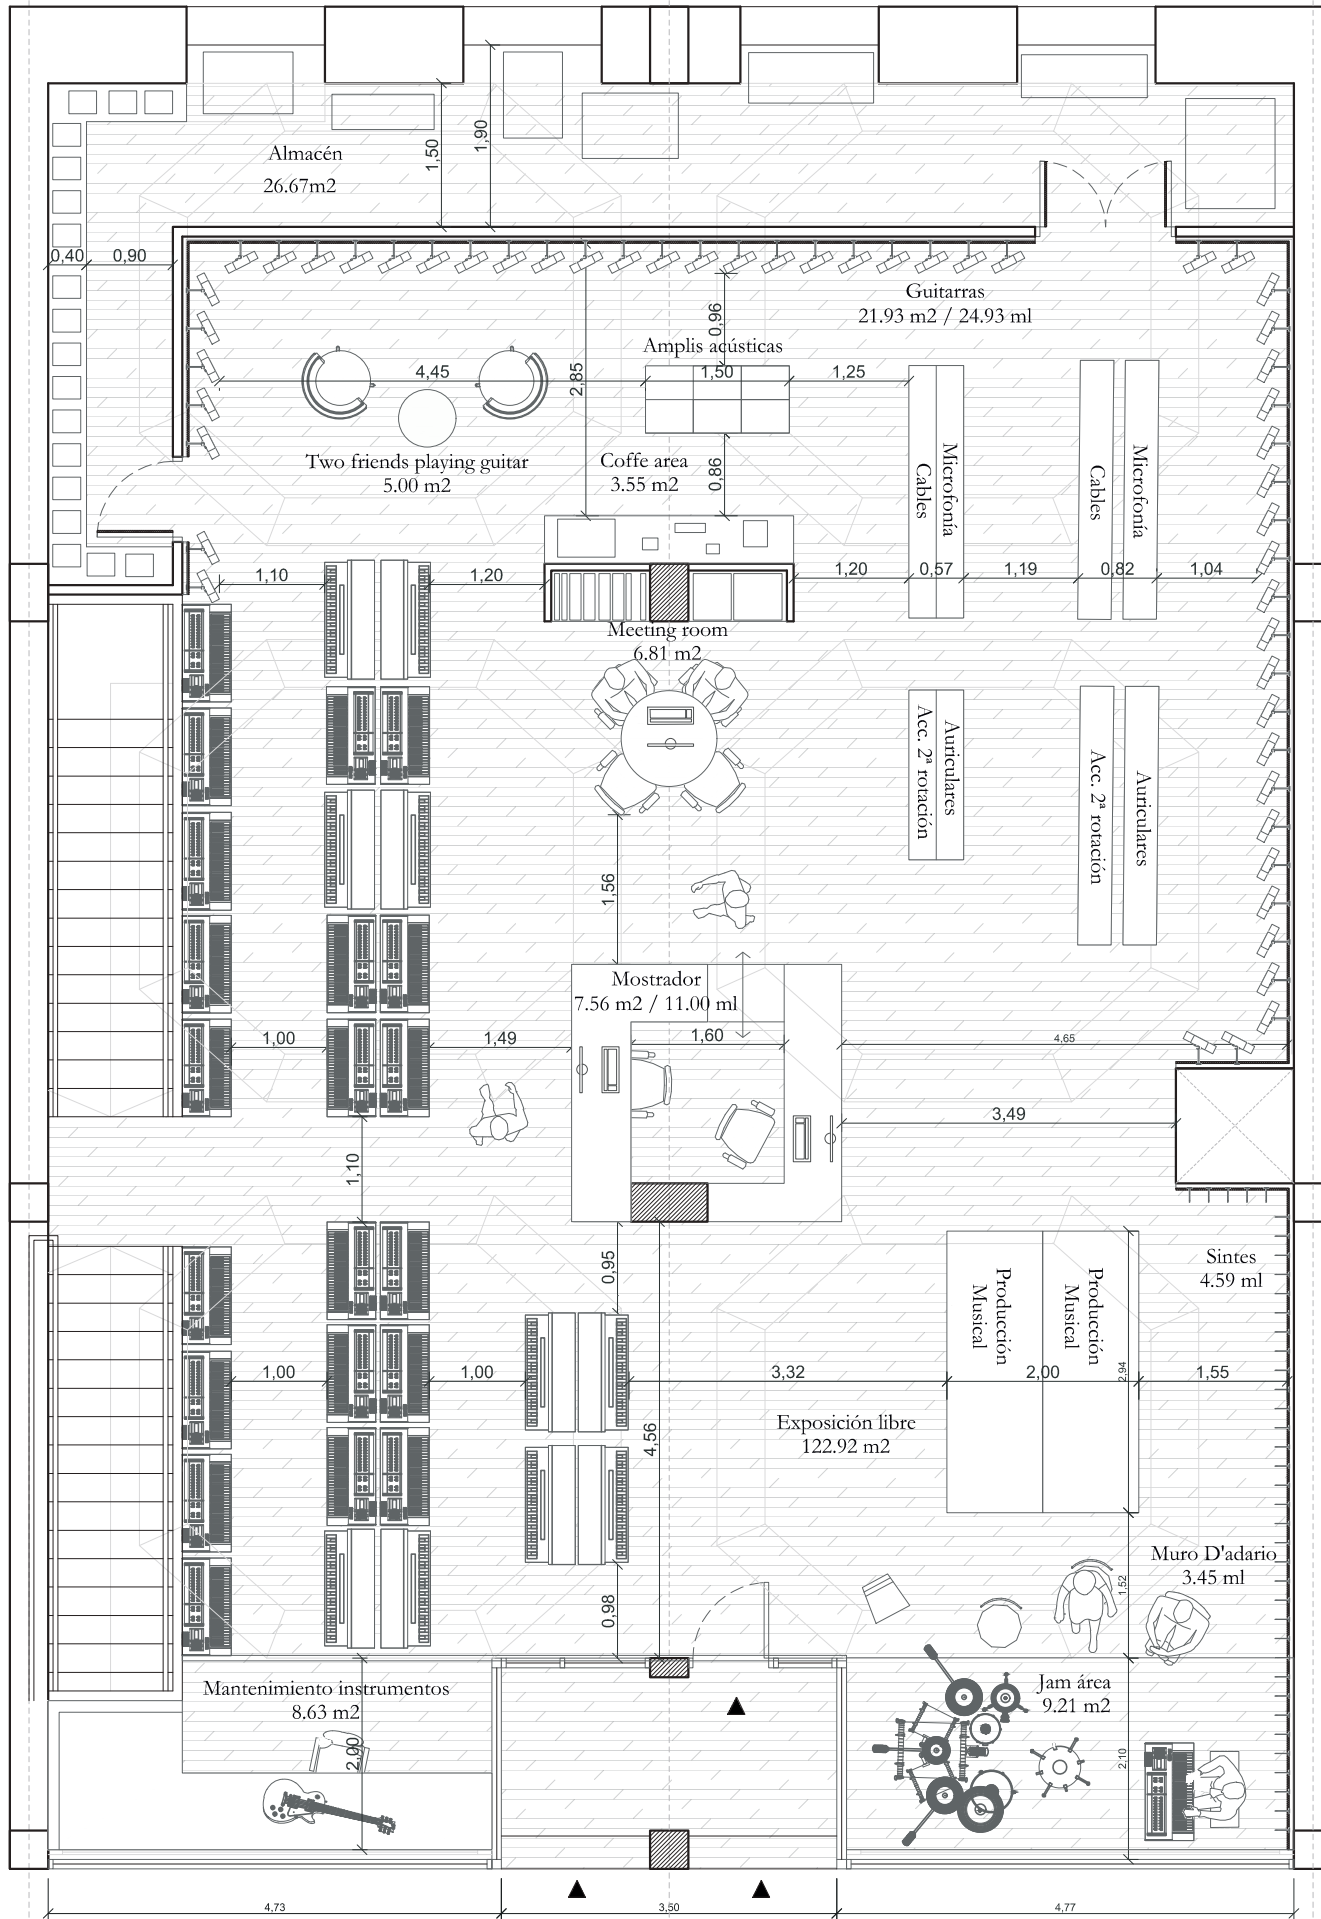 1,90
1,50
Almacén
26.67m2
0,40
0,90
Guitarras
21.93 m2 / 24.93 ml
0,96
Amplis acústicas
4,45
2,85
1,50
1,25
Two friends playing guitar
5.00 m2
Coffe area
3.55 m2
0,86
Cables
Microfonía
Cables
Microfonía
1,10
1,20
1,20
0,57
1,19
0,82
1,04
Meeting room
6.81 m2
Acc. 2ª rotación
Auriculares
Acc. 2ª rotación
Auriculares
1,56
Mostrador
7.56 m2 / 11.00 ml
1,00
1,49
1,60
4,65
3,49
1,10
0,95
Sintes
4.59 ml
Producción
Musical
Producción
Musical
1,00
1,00
3,32
2,00
2,94
1,55
4,56
Exposición libre
122.92 m2
Muro D'adario
3.45 ml
1,52
0,98
Mantenimiento instrumentos
8.63 m2
2,00
Jam área
9.21 m2
2,10
4,73
3,50
4,77